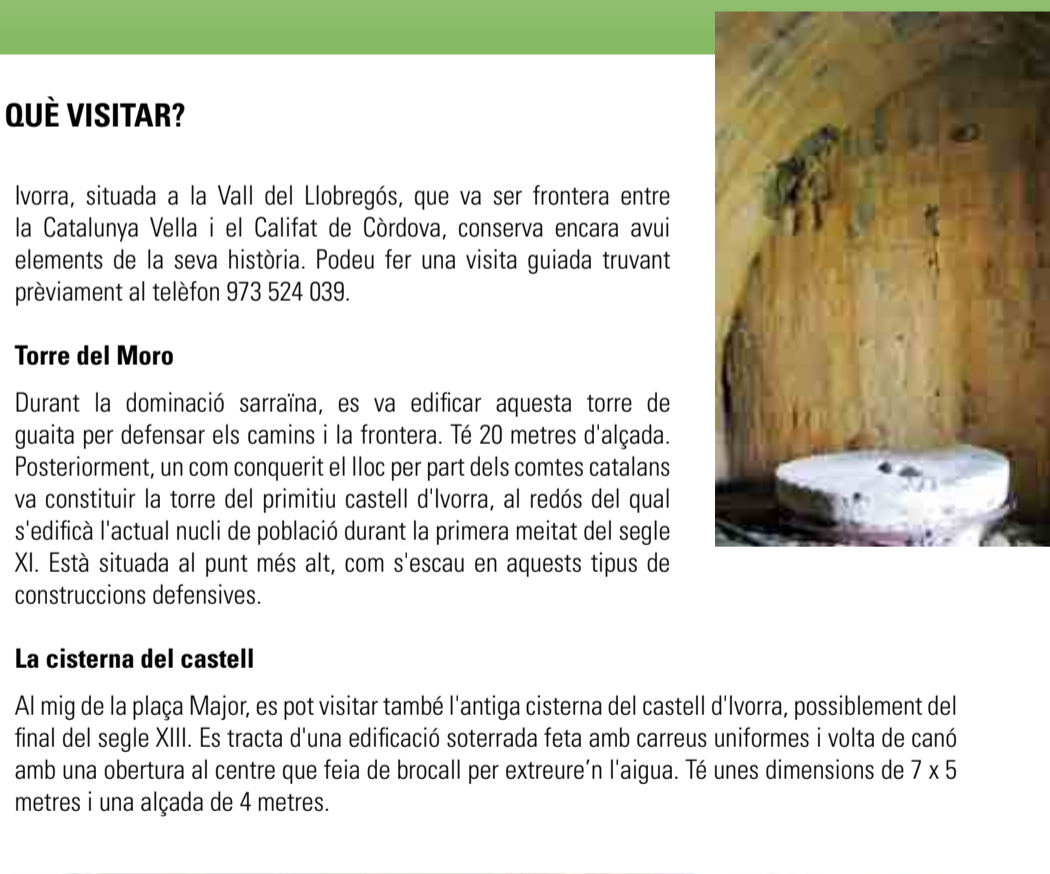 QUÈ VISITAR?
Ivorra, situada a la Vall del Llobregós, que va ser frontera entre
la Catalunya Vella i el Califat de Còrdova, conserva encara avui
elements de la seva història. Podeu fer una visita guiada truvant
prèviament al telèfon 973 524 039.
Torre del Moro
Durant la dominació sarraïna, es va edificar aquesta torre de
guaita per defensar els camins i la frontera. Té 20 metres d'alçada.
Posteriorment, un com conquerit el lloc per part dels comtes catalans
va constituir la torre del primitiu castell d'Ivorra, al redós del qual
s'edificà l'actual nucli de població durant la primera meitat del segle
XI. Està situada al punt més alt, com s'escau en aquests tipus de
construccions defensives.
La cisterna del castell
Al mig de la plaça Major, es pot visitar també l'antiga cisterna del castell d'Ivorra, possiblement del
final del segle XIII. Es tracta d'una edificació soterrada feta amb carreus uniformes i volta de canó
amb una obertura al centre que feia de brocall per extreure’n l'aigua. Té unes dimensions de 7 x 5
metres i una alçada de 4 metres.